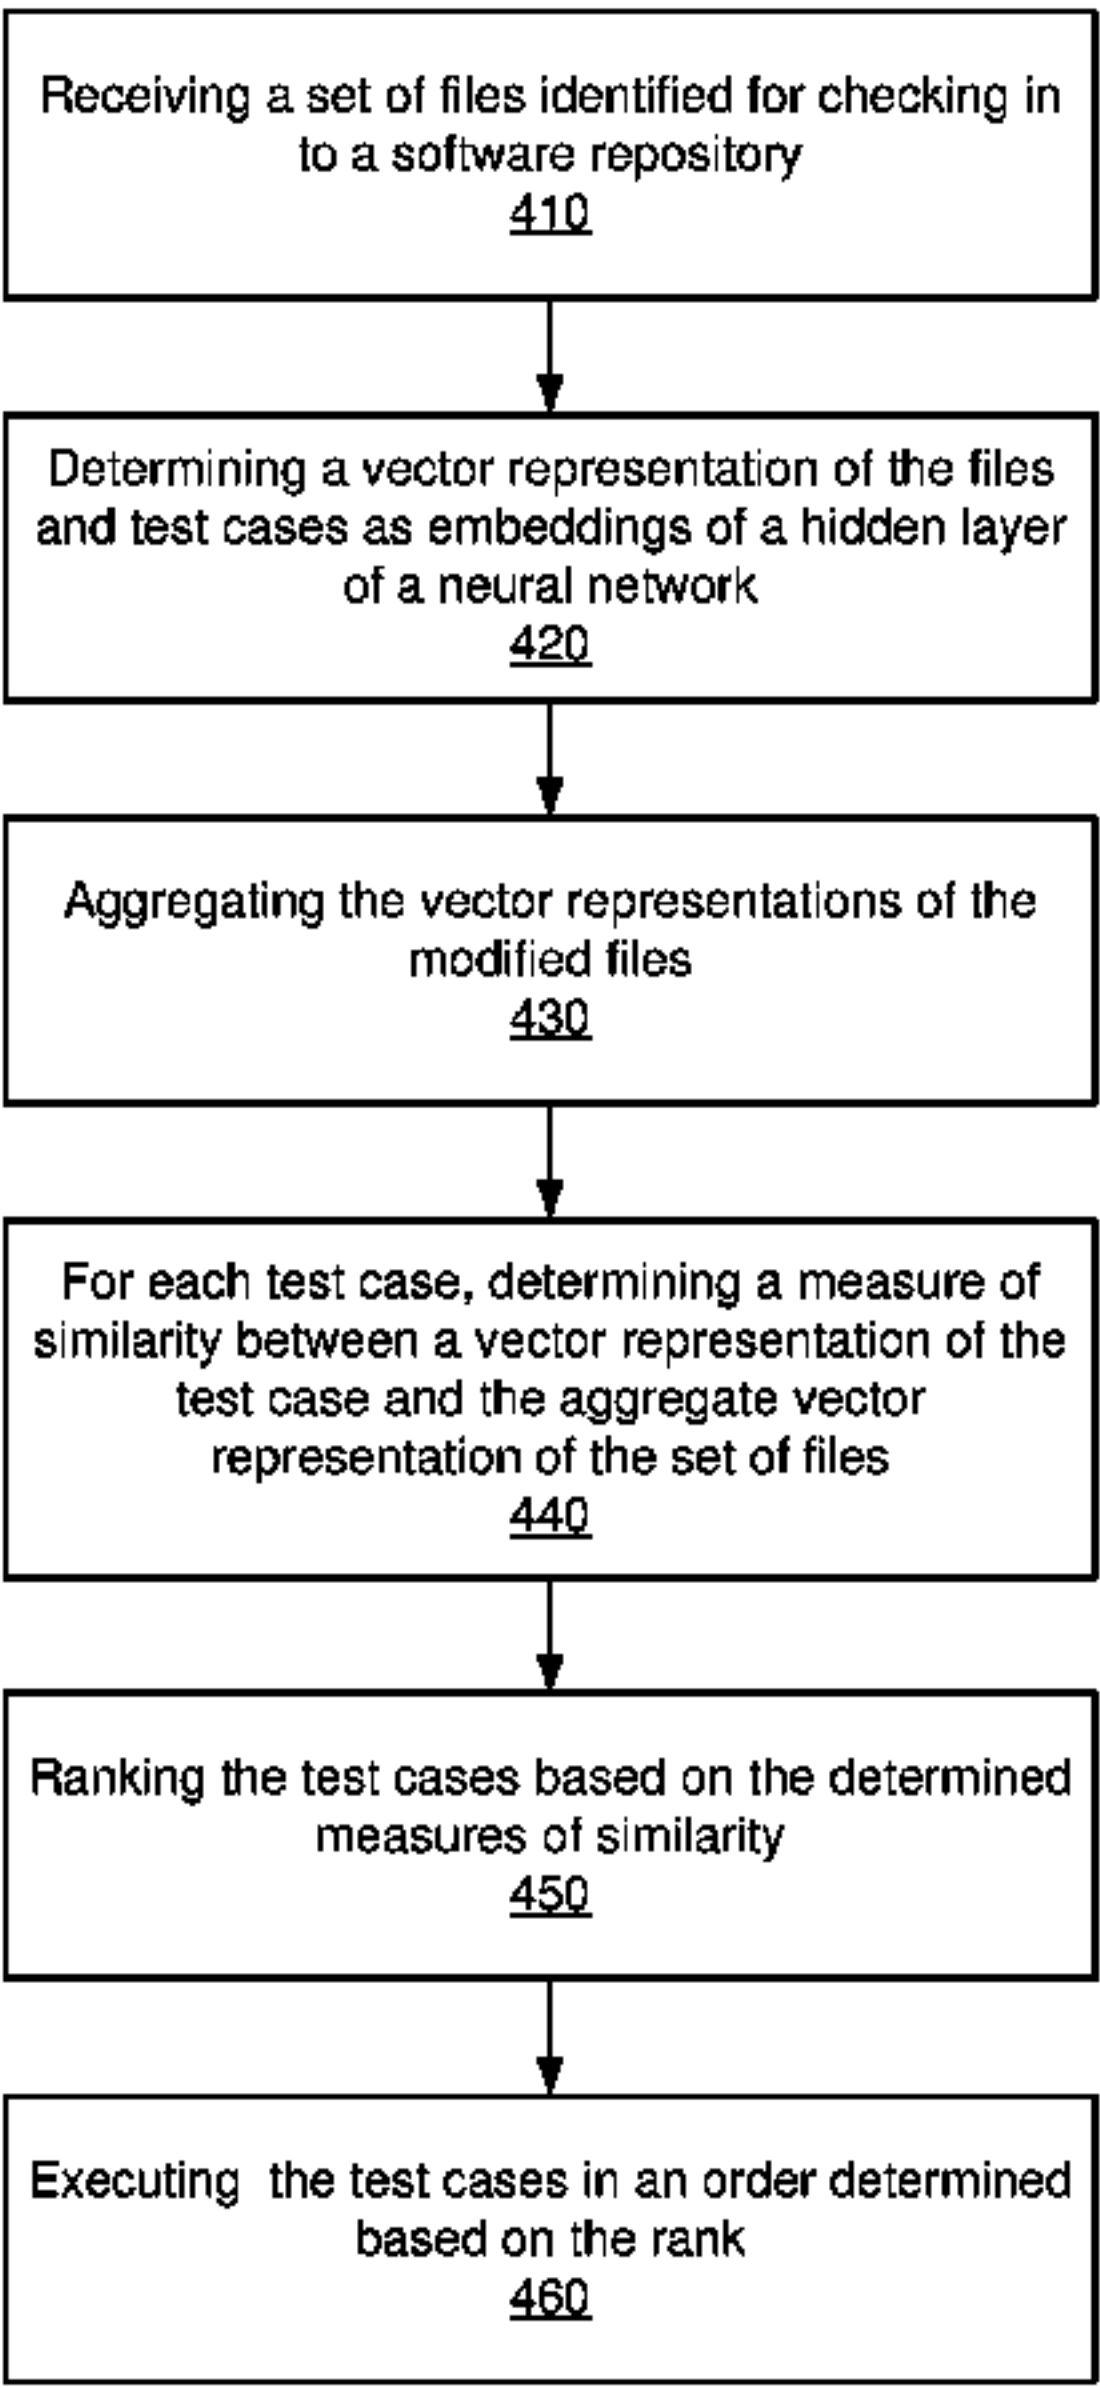 Receiving a set of files identified for checking in
to a software repository
410
Determining a vector representation of the files
and test cases as embeddings of a hidden layer
of a neural network
420
Aggregating the vector representations of the
modified files
430
For each test case, determining a measure of
similarity between a vector representation of the
test case and the aggregate vector
representation of the set of files
440
Ranking the test cases based on the determined
measures of similarity
450
Executing  the test cases in an order determined
based on the rank
460